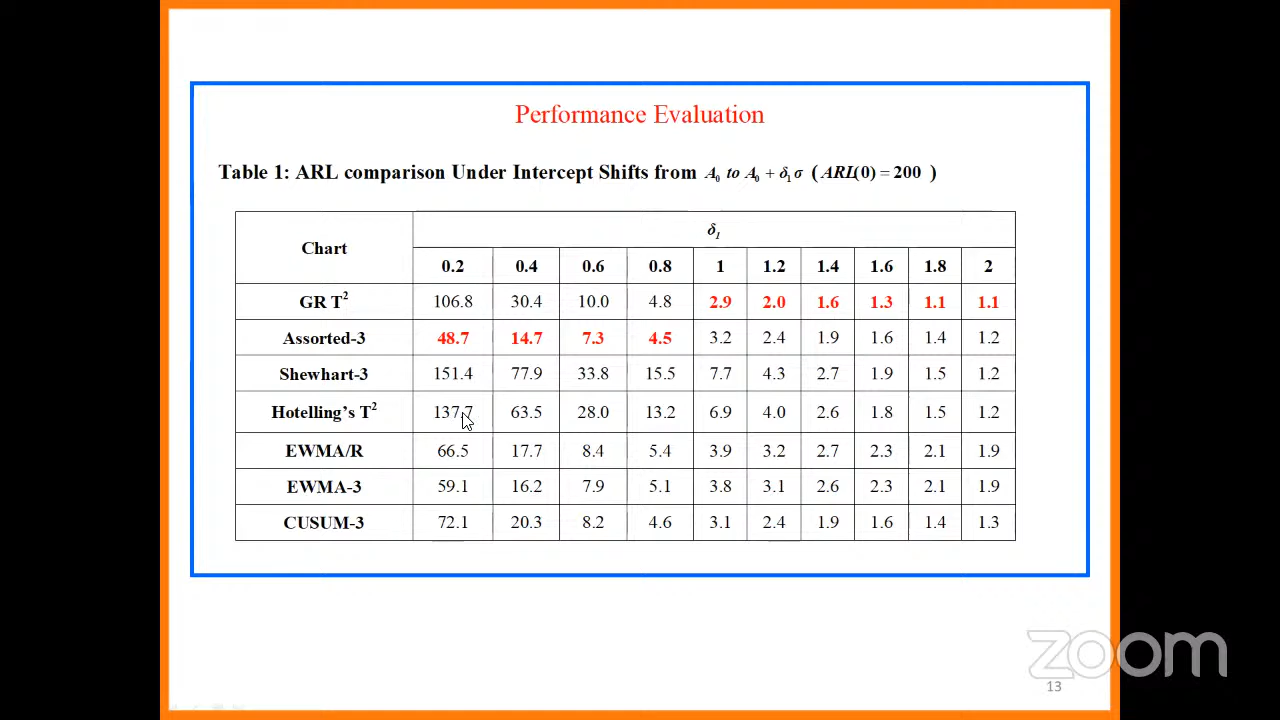 Performance Evaluation
Table 1: ARL comparison Under Intercept Shifts from A₀ to A₀ + δ₁σ ( ARL(0) = 200 )
Chart δ₁
0.2 0.4 0.6 0.8 1 1.2 1.4 1.6 1.8 2
GR T² 106.8 30.4 10.0 4.8 2.9 2.0 1.6 1.3 1.1 1.1
Assorted-3 48.7 14.7 7.3 4.5 3.2 2.4 1.9 1.6 1.4 1.2
Shewhart-3 151.4 77.9 33.8 15.5 7.7 4.3 2.7 1.9 1.5 1.2
Hotelling's T² 137.7 63.5 28.0 13.2 6.9 4.0 2.6 1.8 1.5 1.2
EWMA/R 66.5 17.7 8.4 5.4 3.9 3.2 2.7 2.3 2.1 1.9
EWMA-3 59.1 16.2 7.9 5.1 3.8 3.1 2.6 2.3 2.1 1.9
CUSUM-3 72.1 20.3 8.2 4.6 3.1 2.4 1.9 1.6 1.4 1.3
zoom
13